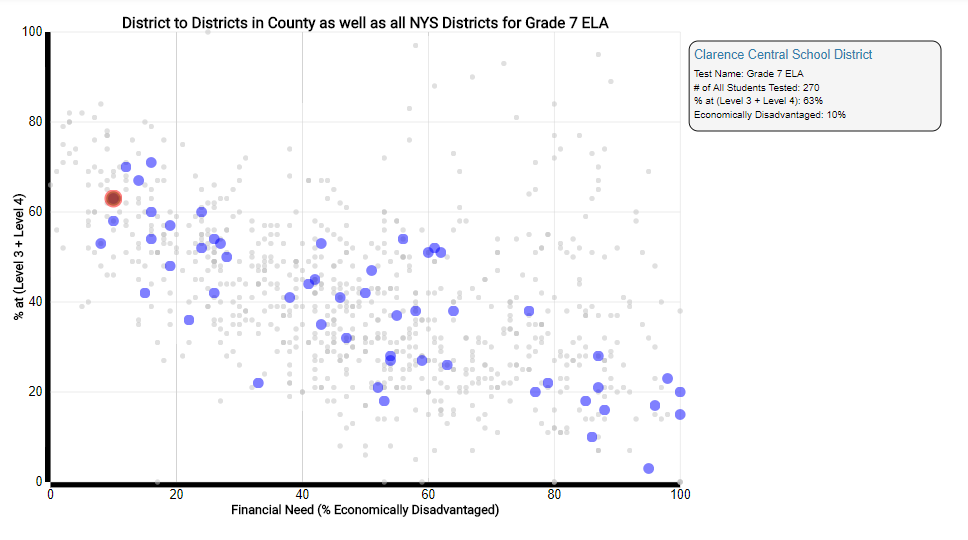 District to Districts in County as well as all NYS Districts for Grade 7 ELA
Clarence Central School District
Test Name: Grade 7 ELA
# of All Students Tested: 270
% at (Level 3 + Level 4): 63%
Economically Disadvantaged: 10%
% at (Level 3 + Level 4)
100
80
60
40
20
0
0 20 40 60 80 100
Financial Need (% Economically Disadvantaged)